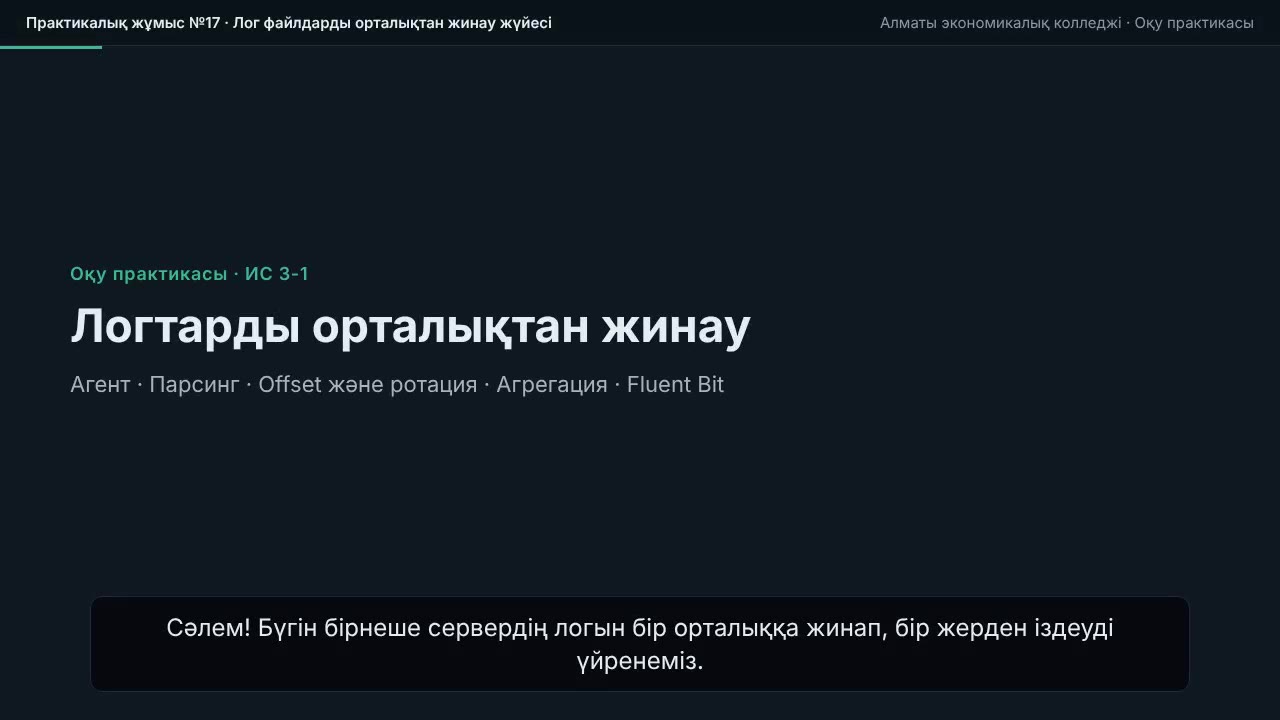 Практикалық жұмыс №17 · Лог файлдарды орталықтан жинау жүйесі
Алматы экономикалық колледжі · Оқу практикасы
Оқу практикасы · ИС 3-1
Логтарды орталықтан жинау
Агент · Парсинг · Offset және ротация · Агрегация · Fluent Bit
Сәлем! Бүгін бірнеше сервердің логын бір орталыққа жинап, бір жерден іздеуді
үйренеміз.